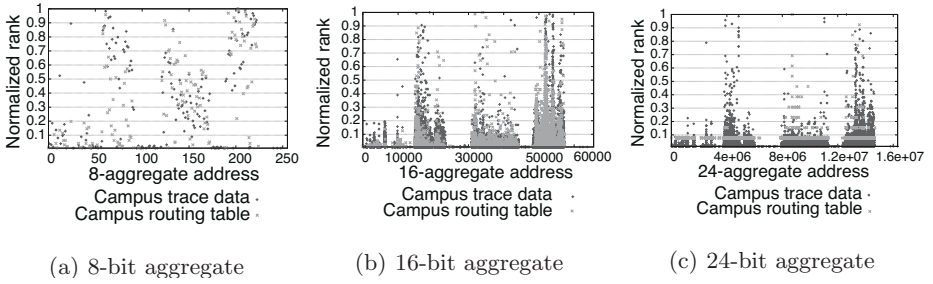 Normalized rank
1
0.9
0.8
0.7
0.6
0.5
0.4
0.3
0.2
0.1
0 50 100 150 200 250
8-aggregate address
Campus trace data
Campus routing table
(a) 8-bit aggregate
Normalized rank
1
0.9
0.8
0.7
0.6
0.5
0.4
0.3
0.2
0.1
0 10000 30000 50000 60000
16-aggregate address
Campus trace data
Campus routing table
(b) 16-bit aggregate
Normalized rank
1
0.9
0.8
0.7
0.6
0.5
0.4
0.3
0.2
0.1
0 4e+06 8e+06 1.2e+07 1.6e+07
24-aggregate address
Campus trace data
Campus routing table
(c) 24-bit aggregate